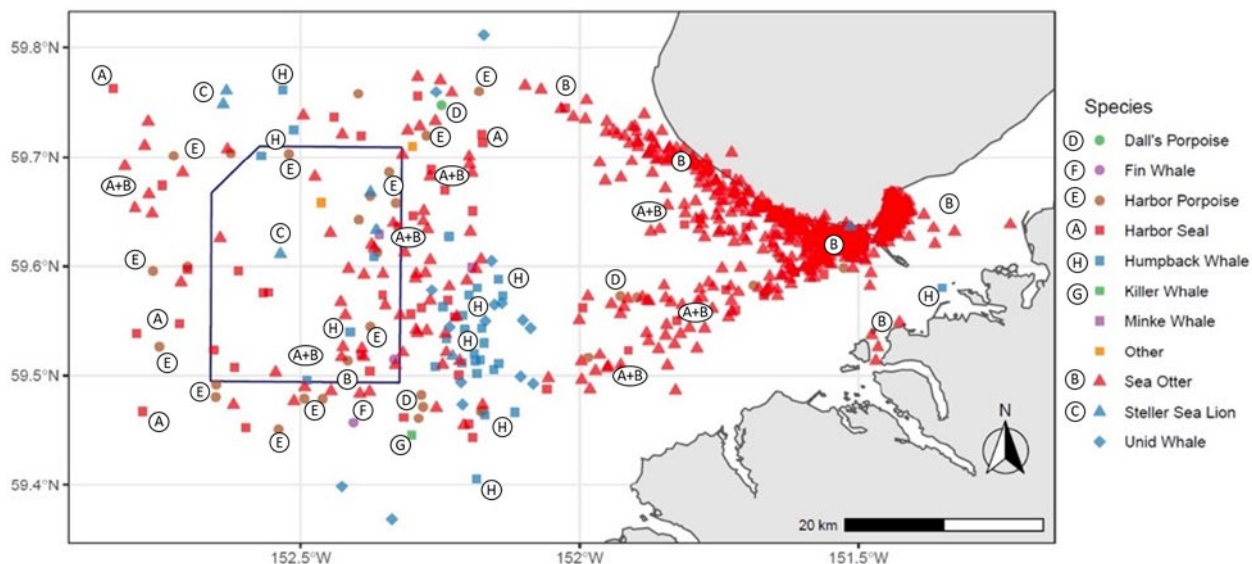 59.8°N
59.7°N
59.6°N
59.5°N
59.4°N
152.5°W
152°W
151.5°W
A
C
H
E
D
B
E
A
H
E
E
B
A+B
A+B
E
A+B
B
C
A+B
B
E
H
D
H
H
A
H
E
H
A+B
B
E
A+B
B
A+B
E
D
A
E
F
H
E
G
H
N
20 km
Species
D Dall's Porpoise
F Fin Whale
E Harbor Porpoise
A Harbor Seal
H Humpback Whale
G Killer Whale
Minke Whale
Other
B Sea Otter
C Steller Sea Lion
Unid Whale